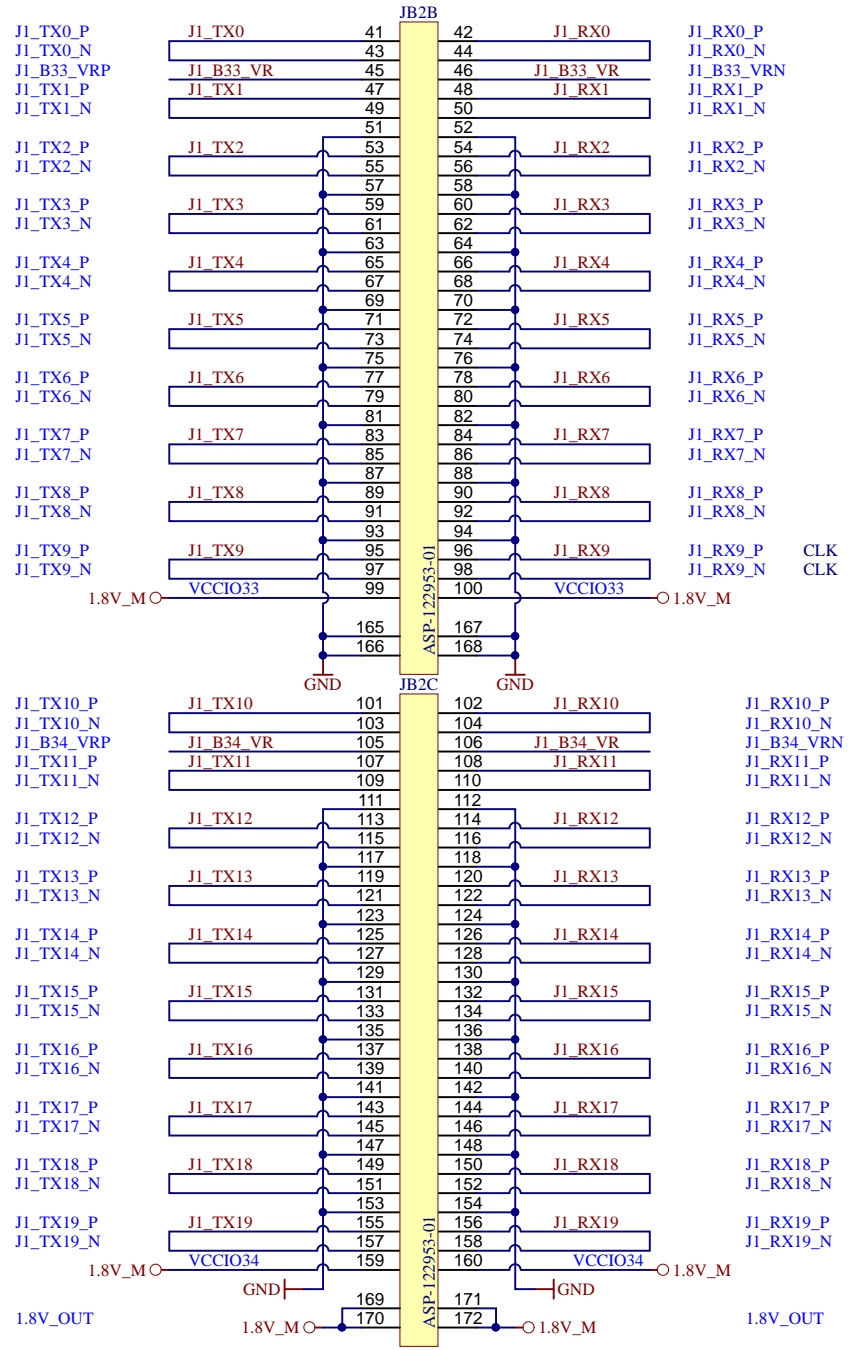 JB2B
J1_TX0_P J1_TX0 41 42 J1_RX0 J1_RX0_P
J1_TX0_N 43 44 J1_RX0_N
J1_B33_VRP J1_B33_VR 45 46 J1_B33_VR J1_B33_VRN
J1_TX1_P J1_TX1 47 48 J1_RX1 J1_RX1_P
J1_TX1_N 49 50 J1_RX1_N
51 52
J1_TX2_P J1_TX2 53 54 J1_RX2 J1_RX2_P
J1_TX2_N 55 56 J1_RX2_N
57 58
J1_TX3_P J1_TX3 59 60 J1_RX3 J1_RX3_P
J1_TX3_N 61 62 J1_RX3_N
63 64
J1_TX4_P J1_TX4 65 66 J1_RX4 J1_RX4_P
J1_TX4_N 67 68 J1_RX4_N
69 70
J1_TX5_P J1_TX5 71 72 J1_RX5 J1_RX5_P
J1_TX5_N 73 74 J1_RX5_N
75 76
J1_TX6_P J1_TX6 77 78 J1_RX6 J1_RX6_P
J1_TX6_N 79 80 J1_RX6_N
81 82
J1_TX7_P J1_TX7 83 84 J1_RX7 J1_RX7_P
J1_TX7_N 85 86 J1_RX7_N
87 88
J1_TX8_P J1_TX8 89 90 J1_RX8 J1_RX8_P
J1_TX8_N 91 92 J1_RX8_N
93 94
J1_TX9_P J1_TX9 95 96 J1_RX9 J1_RX9_P CLK
J1_TX9_N 97 98 J1_RX9_N CLK
1.8V_M VCCIO33 99 100 VCCIO33 1.8V_M
ASP-122953-01
165 167
166 168
GND GND
JB2C
J1_TX10_P J1_TX10 101 102 J1_RX10 J1_RX10_P
J1_TX10_N 103 104 J1_RX10_N
J1_B34_VRP J1_B34_VR 105 106 J1_B34_VR J1_B34_VRN
J1_TX11_P J1_TX11 107 108 J1_RX11 J1_RX11_P
J1_TX11_N 109 110 J1_RX11_N
111 112
J1_TX12_P J1_TX12 113 114 J1_RX12 J1_RX12_P
J1_TX12_N 115 116 J1_RX12_N
117 118
J1_TX13_P J1_TX13 119 120 J1_RX13 J1_RX13_P
J1_TX13_N 121 122 J1_RX13_N
123 124
J1_TX14_P J1_TX14 125 126 J1_RX14 J1_RX14_P
J1_TX14_N 127 128 J1_RX14_N
129 130
J1_TX15_P J1_TX15 131 132 J1_RX15 J1_RX15_P
J1_TX15_N 133 134 J1_RX15_N
135 136
J1_TX16_P J1_TX16 137 138 J1_RX16 J1_RX16_P
J1_TX16_N 139 140 J1_RX16_N
141 142
J1_TX17_P J1_TX17 143 144 J1_RX17 J1_RX17_P
J1_TX17_N 145 146 J1_RX17_N
147 148
J1_TX18_P J1_TX18 149 150 J1_RX18 J1_RX18_P
J1_TX18_N 151 152 J1_RX18_N
153 154
J1_TX19_P J1_TX19 155 156 J1_RX19 J1_RX19_P
J1_TX19_N 157 158 J1_RX19_N
1.8V_M VCCIO34 159 160 VCCIO34 1.8V_M
ASP-122953-01
GND GND
169 171
1.8V_OUT 1.8V_M 170 172 1.8V_M 1.8V_OUT